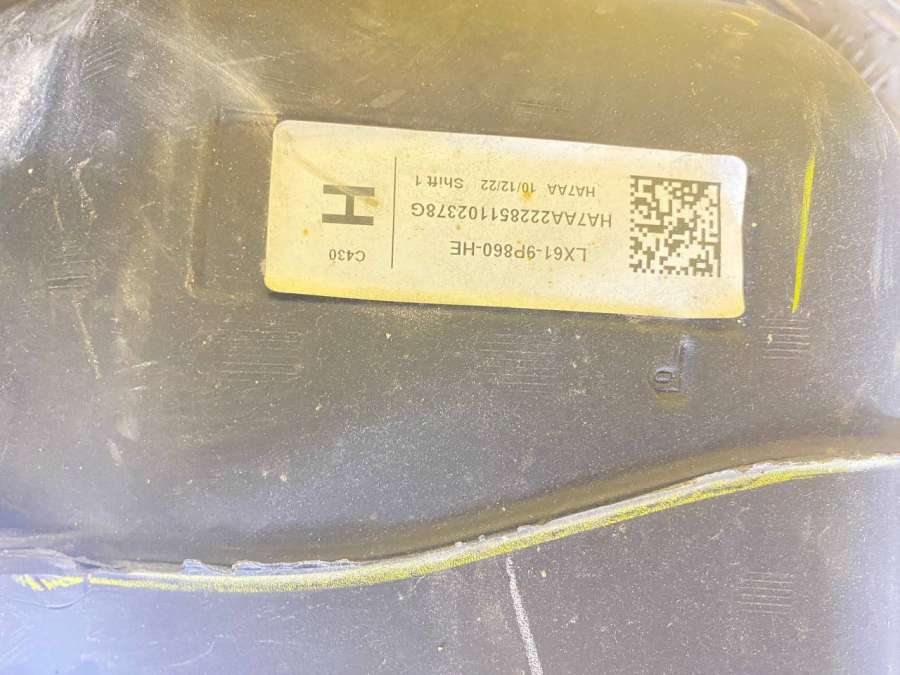 LX61-9P860-HE
HA7AA222851102378G
HA7AA 10/12/22 Shift 1
C430
H